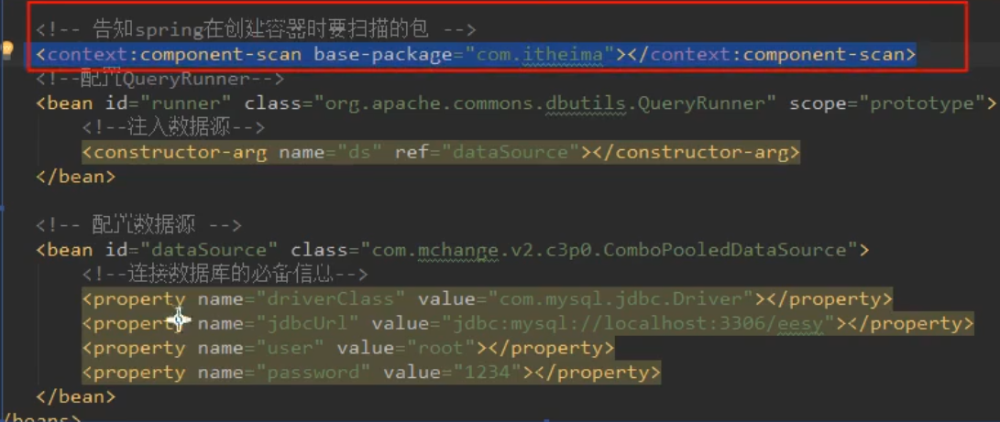 <!-- 告知spring在创建容器时要扫描的包 -->
<context:component-scan base-package="com.itheima"></context:component-scan>
<!--配置QueryRunner-->
<bean id="runner" class="org.apache.commons.dbutils.QueryRunner" scope="prototype">
<!--注入数据源-->
<constructor-arg name="ds" ref="dataSource"></constructor-arg>
</bean>
<!-- 配置数据源 -->
<bean id="dataSource" class="com.mchange.v2.c3p0.ComboPooledDataSource">
<!--连接数据库的必备信息-->
<property name="driverClass" value="com.mysql.jdbc.Driver"></property>
<property name="jdbcUrl" value="jdbc:mysql://localhost:3306/eesy"></property>
<property name="user" value="root"></property>
<property name="password" value="1234"></property>
</bean>
/beans>